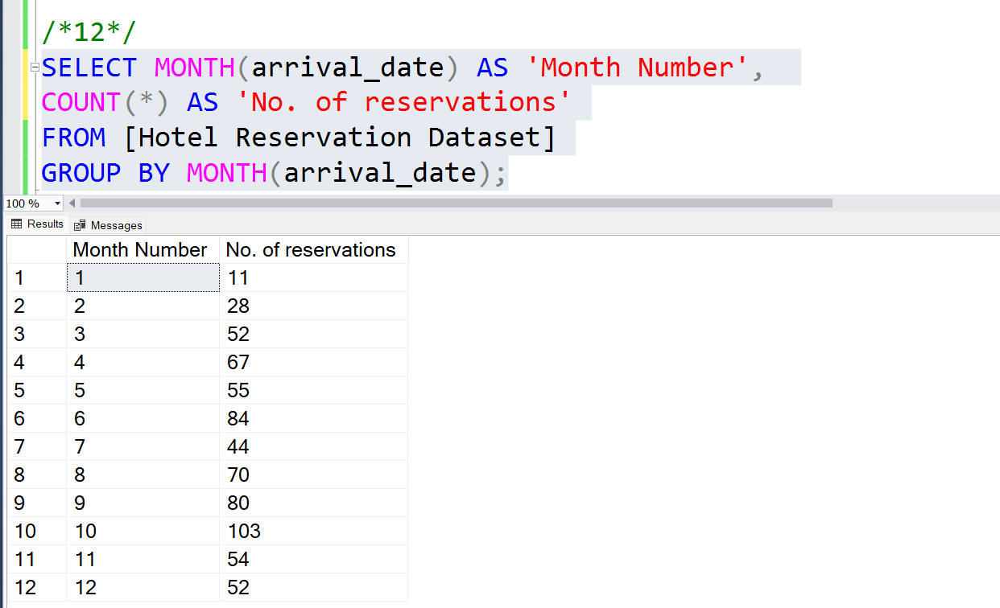 /*12*/
SELECT MONTH(arrival_date) AS 'Month Number',
COUNT(*) AS 'No. of reservations'
FROM [Hotel Reservation Dataset]
GROUP BY MONTH(arrival_date);
100 %
Results Messages
Month Number No. of reservations
1 1 11
2 2 28
3 3 52
4 4 67
5 5 55
6 6 84
7 7 44
8 8 70
9 9 80
10 10 103
11 11 54
12 12 52